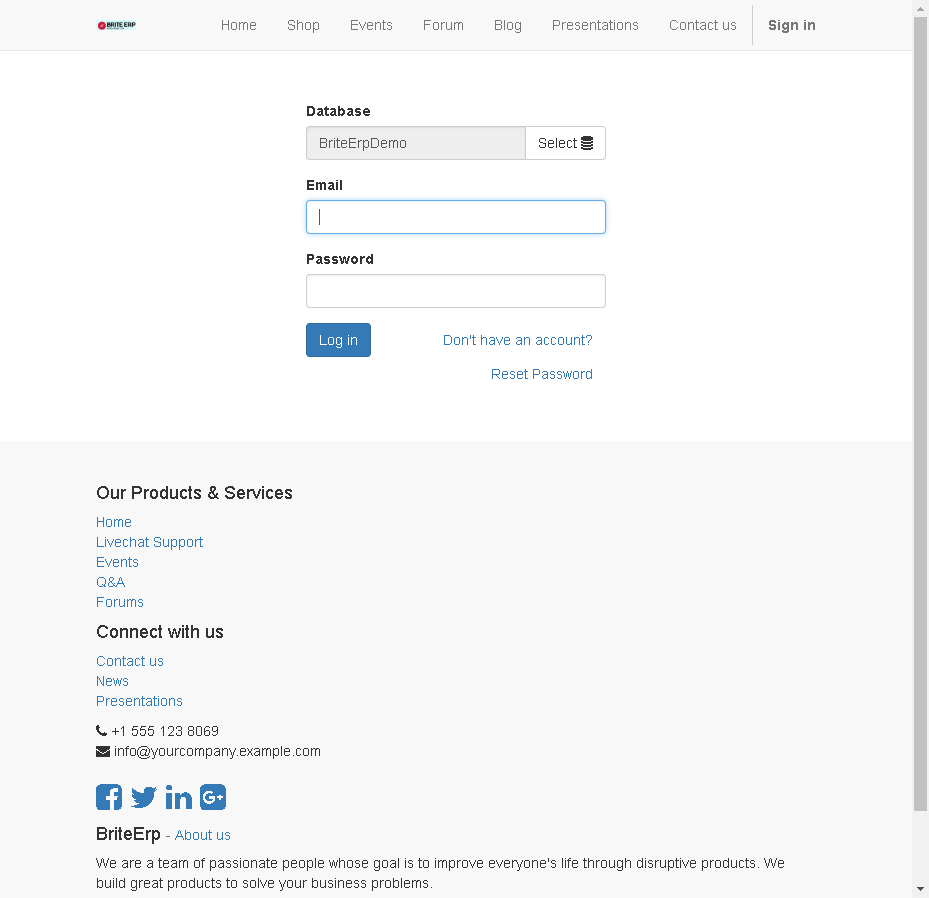 BRITE ERP
Home Shop Events Forum Blog Presentations Contact us Sign in
Database
BriteErpDemo Select
Email
Password
Log in Don't have an account?
Reset Password
Our Products & Services
Home
Livechat Support
Events
Q&A
Forums
Connect with us
Contact us
News
Presentations
+1 555 123 8069
info@yourcompany.example.com
BriteErp - About us
We are a team of passionate people whose goal is to improve everyone's life through disruptive products. We
build great products to solve your business problems.